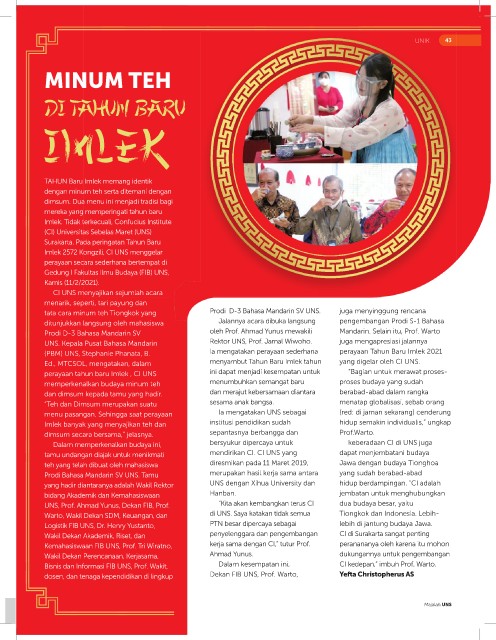 UNIK 43
MINUM TEH
DI TAHUN BARU
IMLEK
TAHUN Baru Imlek memang identik
dengan minum teh serta ditemani dengan
dimsum. Dua menu ini menjadi tradisi bagi
mereka yang memperingati tahun baru
Imlek. Tidak terkecuali, Confucius Institute
(CI) Universitas Sebelas Maret (UNS)
Surakarta. Pada peringatan Tahun Baru
Imlek 2572 Kongzili, CI UNS menggelar
perayaan secara sederhana bertempat di
Gedung I Fakultas Ilmu Budaya (FIB) UNS,
Kamis (11/2/2021).
CI UNS menyajikan sejumlah acara
menarik, seperti, tari payung dan
tata cara minum teh Tiongkok yang
ditunjukkan langsung oleh mahasiswa
Prodi D-3 Bahasa Mandarin SV
UNS. Kepala Pusat Bahasa Mandarin
(PBM) UNS, Stephanie Phanata, B.
Ed., MTCSOL, mengatakan, dalam
perayaan tahun baru Imlek , CI UNS
memperkenalkan budaya minum teh
dan dimsum kepada tamu yang hadir.
"Teh dan Dimsum merupakan suatu
menu pasangan. Sehingga saat perayaan
Imlek banyak yang menyajikan teh dan
dimsum secara bersama," jelasnya.
Dalam memperkenalkan budaya ini,
tamu undangan diajak untuk menikmati
teh yang telah dibuat oleh mahasiswa
Prodi Bahasa Mandarin SV UNS. Tamu
yang hadir diantaranya adalah Wakil Rektor
bidang Akademik dan Kemahasiswaan
UNS, Prof. Ahmad Yunus, Dekan FIB, Prof.
Warto, Wakil Dekan SDM, Keuangan, dan
Logistik FIB UNS, Dr. Henry Yustanto,
Wakil Dekan Akademik, Riset, dan
Kemahasiswaan FIB UNS, Prof. Tri Wiratno,
Wakil Dekan Perencanaan, Kerjasama,
Bisnis dan Informasi FIB UNS, Prof. Wakit,
dosen, dan tenaga kependidikan di lingkup
Prodi D-3 Bahasa Mandarin SV UNS.
Jalannya acara dibuka langsung
oleh Prof. Ahmad Yunus mewakili
Rektor UNS, Prof. Jamal Wiwoho.
Ia mengatakan perayaan sederhana
menyambut Tahun Baru Imlek tahun
ini dapat menjadi kesempatan untuk
menumbuhkan semangat baru
dan merajut kebersamaan diantara
sesama anak bangsa.
Ia mengatakan UNS sebagai
institusi pendidikan sudah
sepantasnya berbangga dan
bersyukur dipercaya untuk
mendirikan CI. CI UNS yang
diresmikan pada 11 Maret 2019,
merupakan hasil kerja sama antara
UNS dengan Xihua University dan
Hanban.
"Kita akan kembangkan terus CI
di UNS. Saya katakan tidak semua
PTN besar dipercaya sebagai
penyelenggara dan pengembangan
kerja sama dengan CI," tutur Prof.
Ahmad Yunus.
Dalam kesempatan ini,
Dekan FIB UNS, Prof. Warto,
juga menyinggung rencana
pengembangan Prodi S-1 Bahasa
Mandarin. Selain itu, Prof. Warto
juga mengapresiasi jalannya
perayaan Tahun Baru Imlek 2021
yang digelar oleh CI UNS.
"Bagian untuk merawat proses-
proses budaya yang sudah
berabad-abad dalam rangka
menatap globalisasi, sebab orang
(red: di jaman sekarang) cenderung
hidup semakin individualis," ungkap
Prof.Warto.
keberadaan CI di UNS juga
dapat menjembatani budaya
Jawa dengan budaya Tionghoa
yang sudah berabad-abad
hidup berdampingan. "CI adalah
jembatan untuk menghubungkan
dua budaya besar, yaitu
Tiongkok dan Indonesia. Lebih-
lebih di jantung budaya Jawa.
CI di Surakarta sangat penting
peranananya oleh karena itu mohon
dukungannya untuk pengembangan
CI kedepan," imbuh Prof. Warto.
Yefta Christopherus AS
Majalah UNS